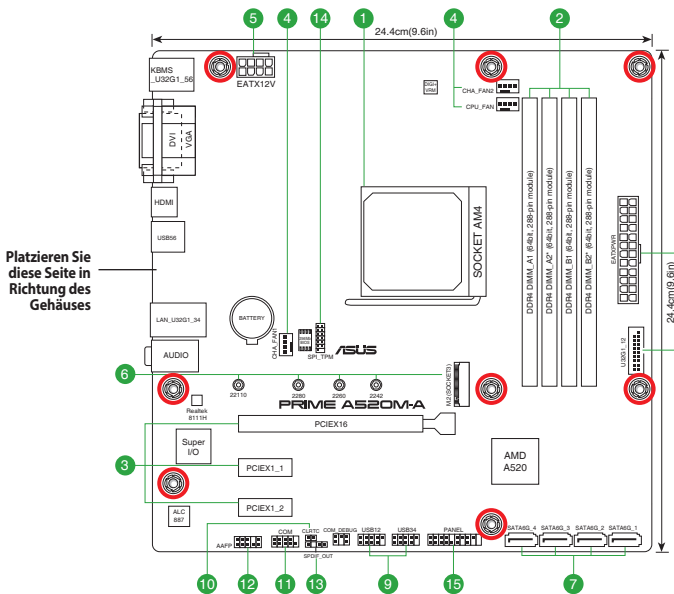 5
4
14
1
4
2
24.4cm(9.6in)
KBMS
_U32G1_56
EATX12V
DIGI+
VRM
CHA_FAN2
CPU_FAN
DVI
VGA
HDMI
USB56
SOCKET AM4
DDR4 DIMM_A1 (64bit, 288-pin module)
DDR4 DIMM_A2* (64bit, 288-pin module)
DDR4 DIMM_B1 (64bit, 288-pin module)
DDR4 DIMM_B2* (64bit, 288-pin module)
EATXPWR
24.4cm(9.6in)
Platzieren Sie
diese Seite in
Richtung des
Gehäuses
LAN_U32G1_34
BATTERY
CHA_FAN1
SPI_TPM
ASUS
U32G1_12
AUDIO
6
22110
2280
2260
2242
M.2(SOCKET3)
PRIME A520M-A
Realtek
8111H
PCIEX16
Super
I/O
AMD
A520
3
PCIEX1_1
PCIEX1_2
ALC
887
AAFP
COM
CLRTC
SPDIF_OUT
COM_DEBUG
USB12
USB34
PANEL
SATA6G_4
SATA6G_3
SATA6G_2
SATA6G_1
10
12
11
13
9
15
7